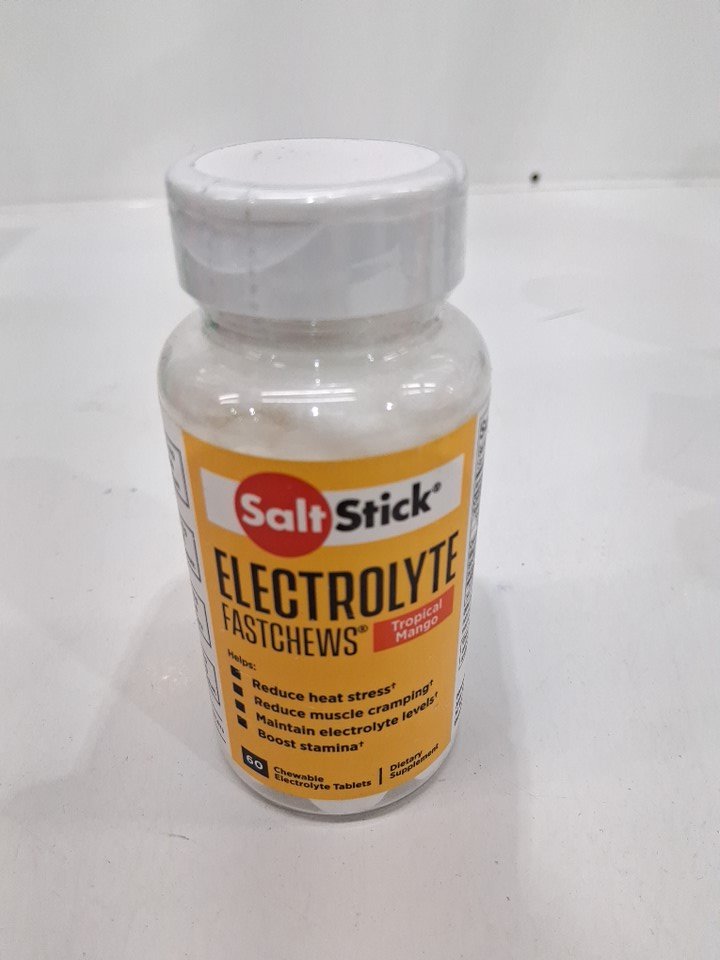 SaltStick®
ELECTROLYTE
FASTCHEWS®
Tropical
Mango
Helps:
Reduce heat stress†
Reduce muscle cramping†
Maintain electrolyte levels†
Boost stamina†
60
Chewable
Electrolyte Tablets
Dietary
Supplement